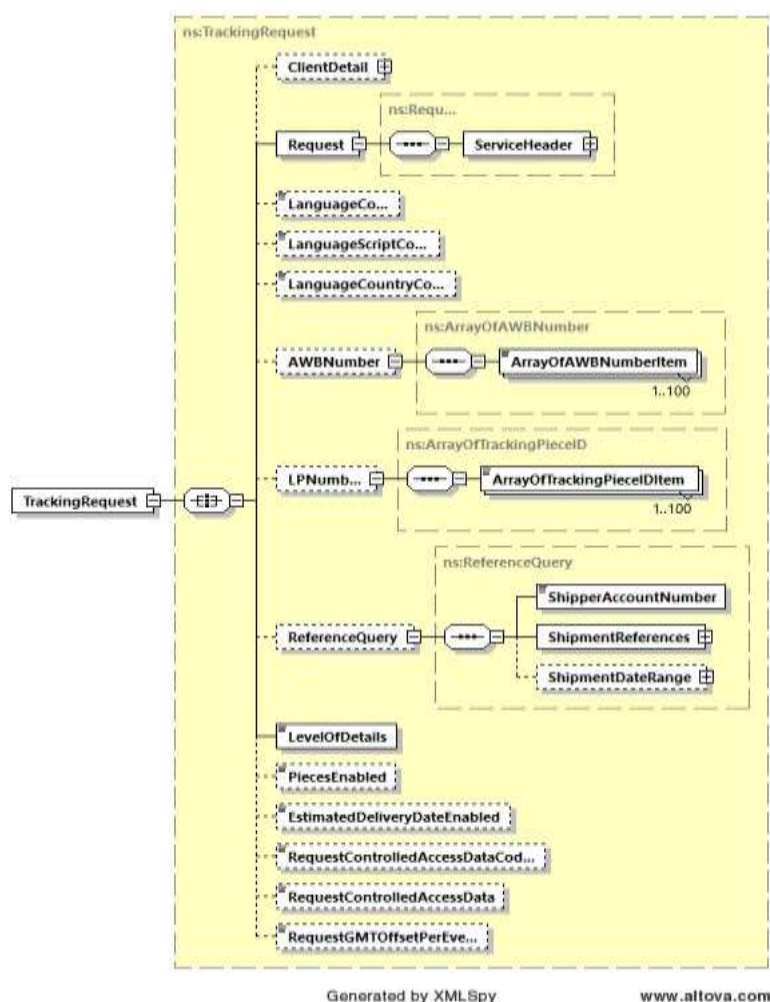 ns:TrackingRequest
ClientDetail
ns:Requ...
Request
ServiceHeader
LanguageCo...
LanguageScriptCo...
LanguageCountryCo...
ns:ArrayOfAWBNumber
AWBNumber
ArrayOfAWBNumberItem
1..100
ns:ArrayOfTrackingPieceID
LPNumb...
ArrayOfTrackingPieceIDItem
1..100
TrackingRequest
ns:ReferenceQuery
ShipperAccountNumber
ReferenceQuery
ShipmentReferences
ShipmentDateRange
LevelOfDetails
PiecesEnabled
EstimatedDeliveryDateEnabled
RequestControlledAccessDataCod...
RequestControlledAccessData
RequestGMTOffsetPerEve...
Generated by XMLSpy
www.altova.com